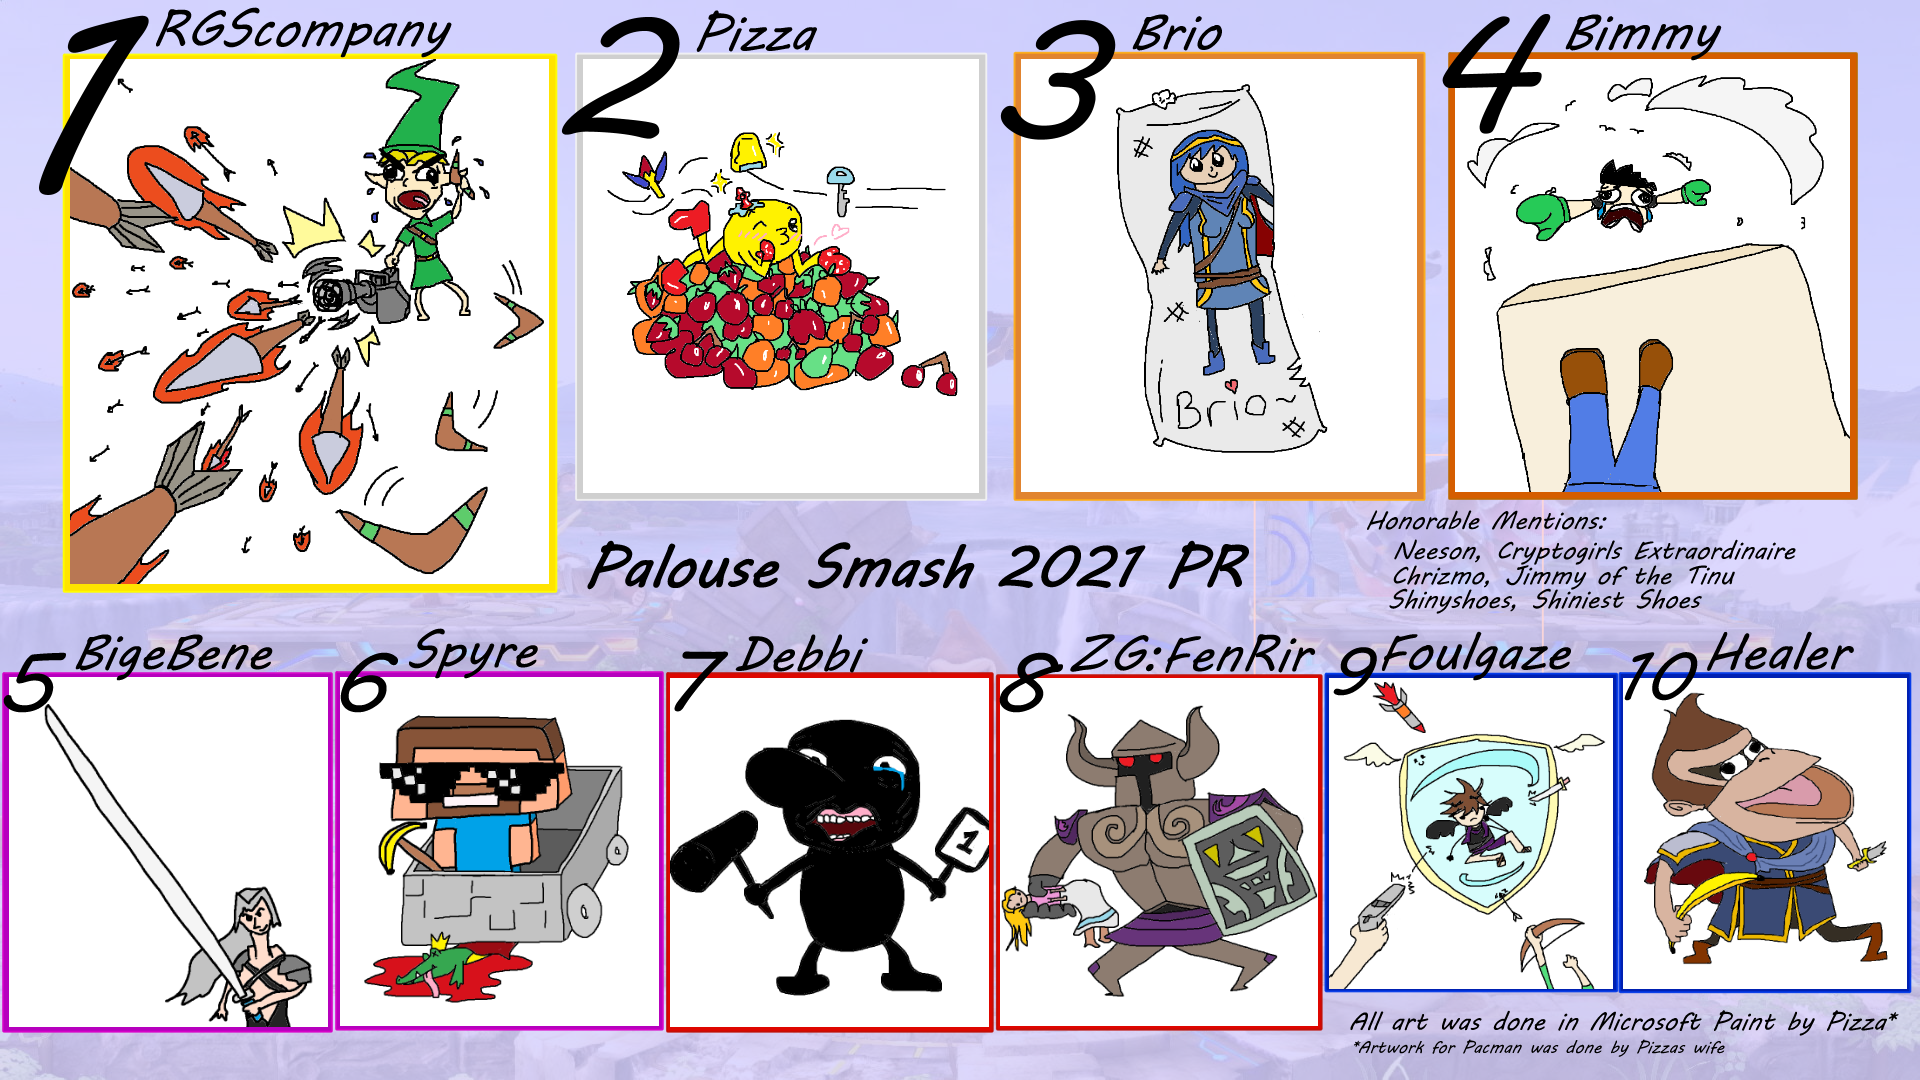 1 RGScompany
2 Pizza
3 Brio
4 Bimmy
Brio~
Honorable Mentions:
Neeson, Cryptogirls Extraordinaire
Chrizmo, Jimmy of the Tinu
Shinyshoes, Shiniest Shoes
Palouse Smash 2021 PR
5 BigeBene
6 Spyre
7 Debbi
8 ZG:FenRir
9 Foulgaze
10 Healer
1
All art was done in Microsoft Paint by Pizza*
*Artwork for Pacman was done by Pizzas wife